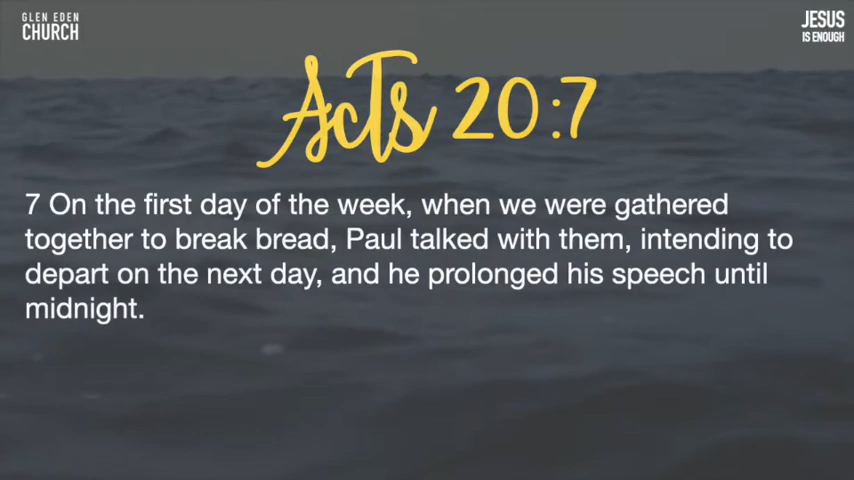 GLEN EDEN
CHURCH
JESUS
IS ENOUGH
Acts 20:7
7 On the first day of the week, when we were gathered
together to break bread, Paul talked with them, intending to
depart on the next day, and he prolonged his speech until
midnight.